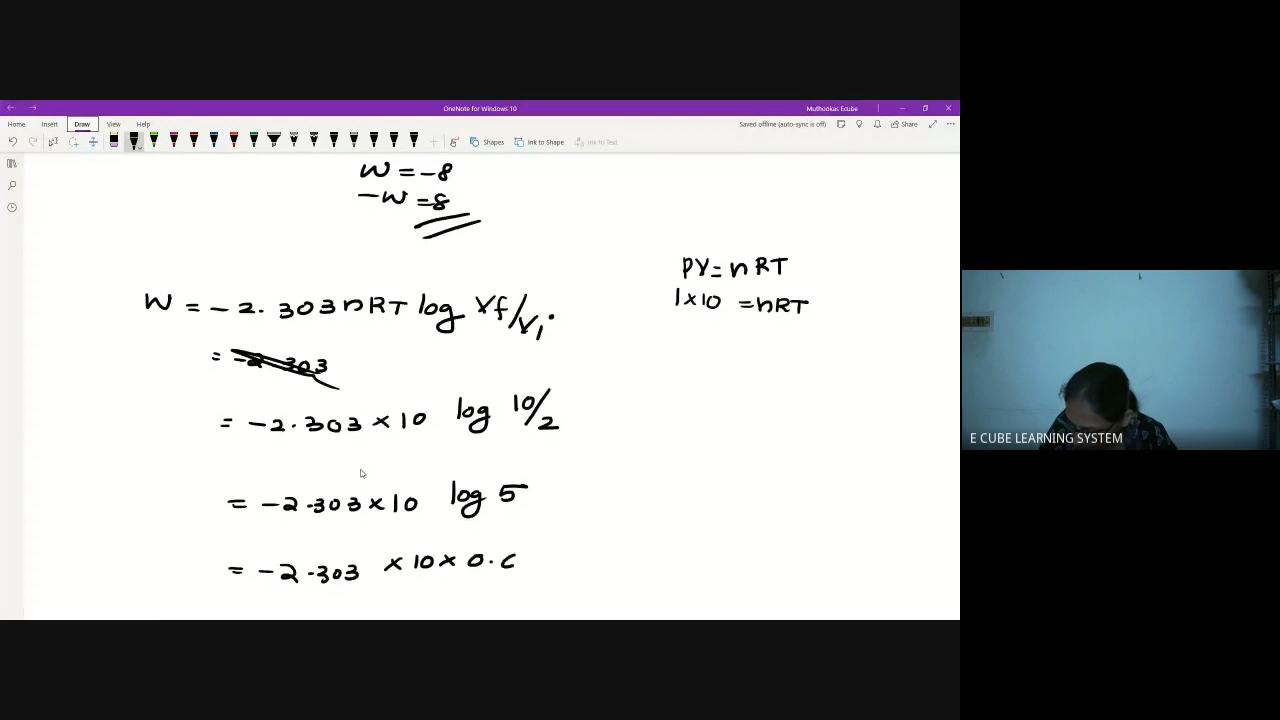 OneNote for Windows 10
Muthookas Ecube
Home Insert Draw View Help
Saved offline (auto-sync is off)
Share
Shapes
Ink to Shape
Ink to Text
W = -8
-W = 8
PV = nRT
1 × 10 = nRT
W = -2.303 nRT log Vf/Vi
= -2.303
= -2.303 × 10 log 10/2
= -2.303 × 10 log 5
= -2.303 × 10 × 0.6
E CUBE LEARNING SYSTEM